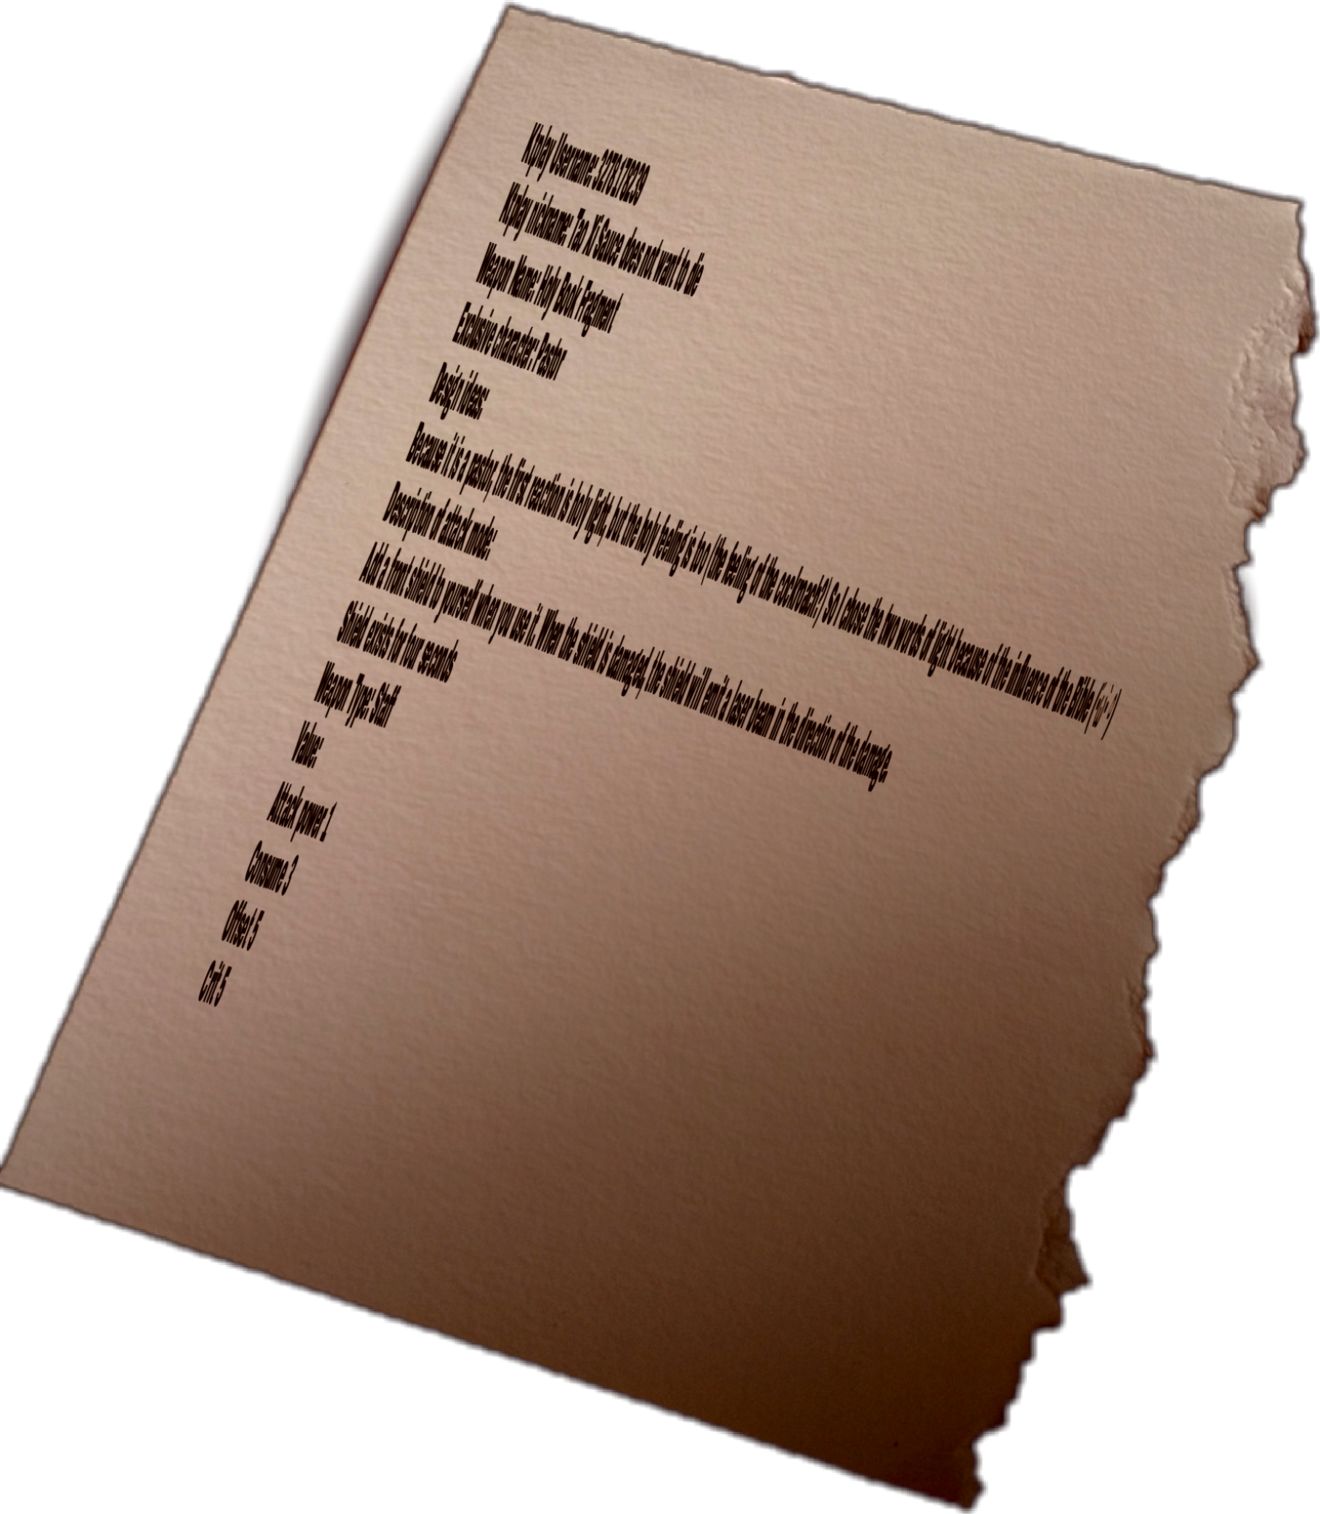 Ktplay Username: 327917829
Ktplay nickname: Tao Xi Sauce does not want to die
Weapon Name: Holy Book Fragment
Exclusive character: Pastor
Design ideas:
Because it is a pastor, the first reaction is holy light, but the holy feeling is too (the feeling of the cockroach!) So I chose the two words of light because of the influence of the Bible
Description of attack mode:
Add a front shield to yourself when you use it. When the shield is damaged, the shield will emit a laser beam in the direction of the damage.
Shield exists for four seconds
Weapon Type: Staff
Value:
Attack power 1
Consume 3
Offset 5
Crit 5